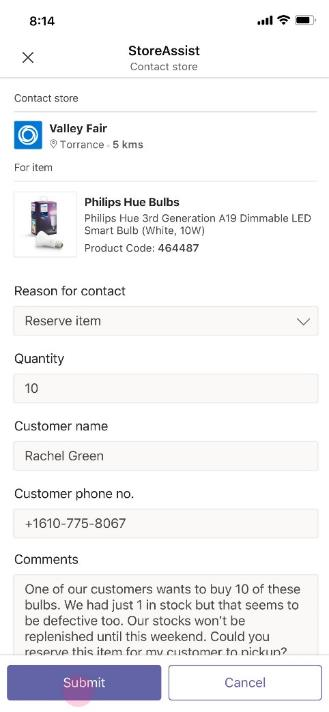 8:14
StoreAssist
Contact store
Contact store
Valley Fair
Torrance · 5 kms
For item
Philips Hue Bulbs
Philips Hue 3rd Generation A19 Dimmable LED
Smart Bulb (White, 10W)
Product Code: 464487
Reason for contact
Reserve item
Quantity
10
Customer name
Rachel Green
Customer phone no.
+1610-775-8067
Comments
One of our customers wants to buy 10 of these
bulbs. We had just 1 in stock but that seems to
be defective too. Our stocks won't be
replenished until this weekend. Could you
reserve this item for my customer to pickup?
Submit
Cancel